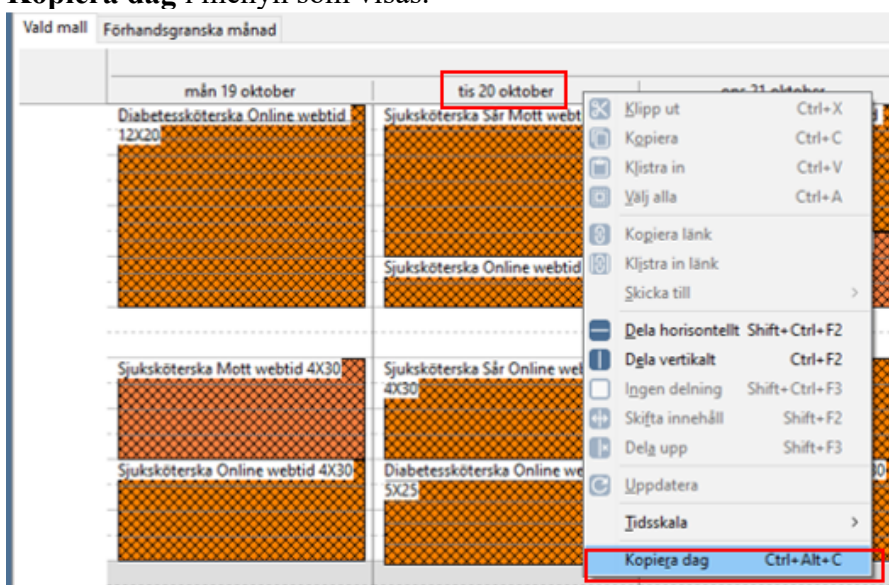 Kopiera dag i menyn som visas.
Vald mall Förhandsgranska månad
mån 19 oktober tis 20 oktober ons 21 oktober
Diabetessköterska Online webtid
12X20
Sjuksköterska Sår Mott webt
Sjuksköterska Online webtid
Sjuksköterska Mott webtid 4X30
Sjuksköterska Sår Online we
4X30
Sjuksköterska Online webtid 4X30
Diabetessköterska Online we
5X25
Klipp ut Ctrl+X
Kopiera Ctrl+C
Klistra in Ctrl+V
Välj alla Ctrl+A
Kopiera länk
Klistra in länk
Skicka till
Dela horisontellt Shift+Ctrl+F2
Dela vertikalt Ctrl+F2
Ingen delning Shift+Ctrl+F3
Skifta innehåll Shift+F2
Dela upp Shift+F3
Uppdatera
Tidsskala
Kopiera dag Ctrl+Alt+C